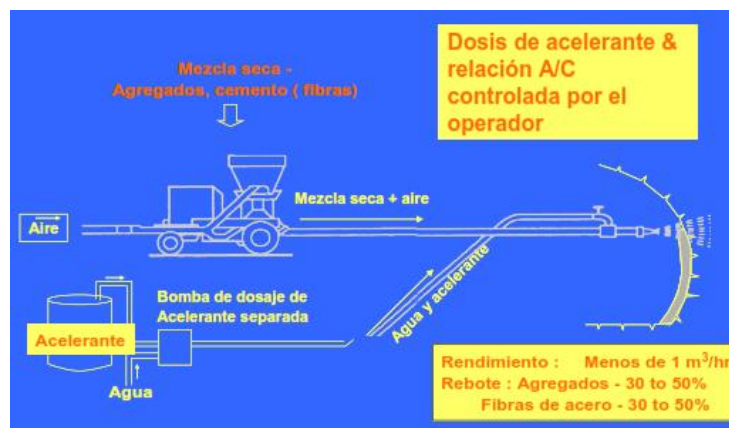 Mezcla seca -
Agregados, cemento ( fibras)
Dosis de acelerante &
relación A/C
controlada por el
operador
Mezcla seca + aire
Aire
Bomba de dosaje de
Acelerante separada
Agua y acelerante
Acelerante
Agua
Rendimiento : Menos de 1 m³/hr
Rebote : Agregados - 30 to 50%
Fibras de acero - 30 to 50%